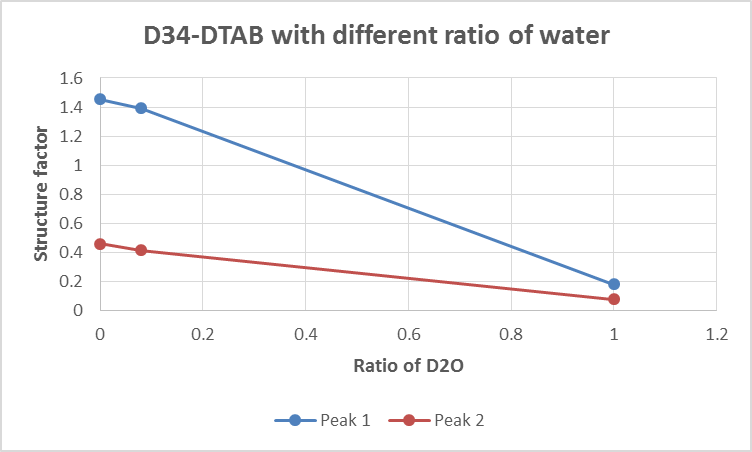 D34-DTAB with different ratio of water
1.6
1.4
1.2
1
0.8
0.6
0.4
0.2
0
Structure factor
0 0.2 0.4 0.6 0.8 1 1.2
Ratio of D2O
Peak 1 Peak 2